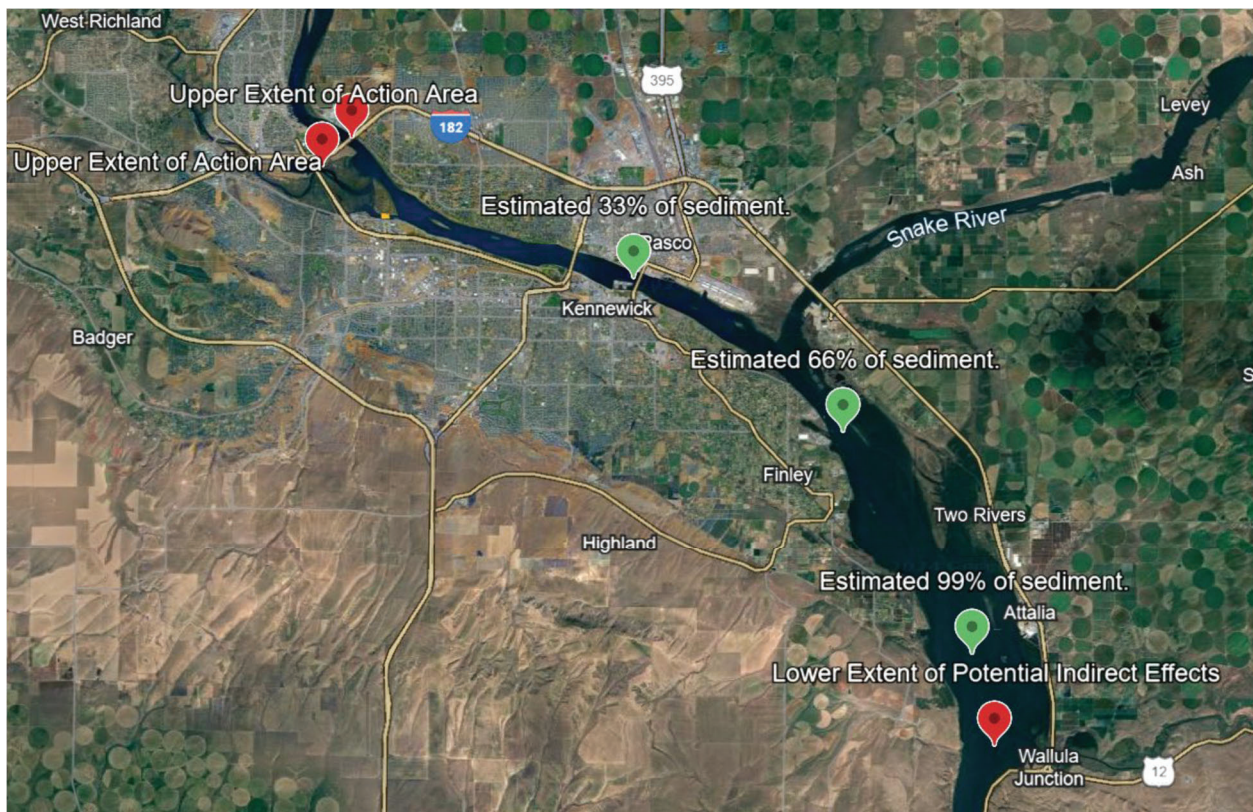 West Richland
395
Upper Extent of Action Area
Levey
182
Upper Extent of Action Area
Ash
Estimated 33% of sediment.
Snake River
Pasco
Kennewick
Badger
Estimated 66% of sediment.
S
Finley
Two Rivers
Highland
Estimated 99% of sediment.
Attalia
Lower Extent of Potential Indirect Effects
Wallula
Junction
12